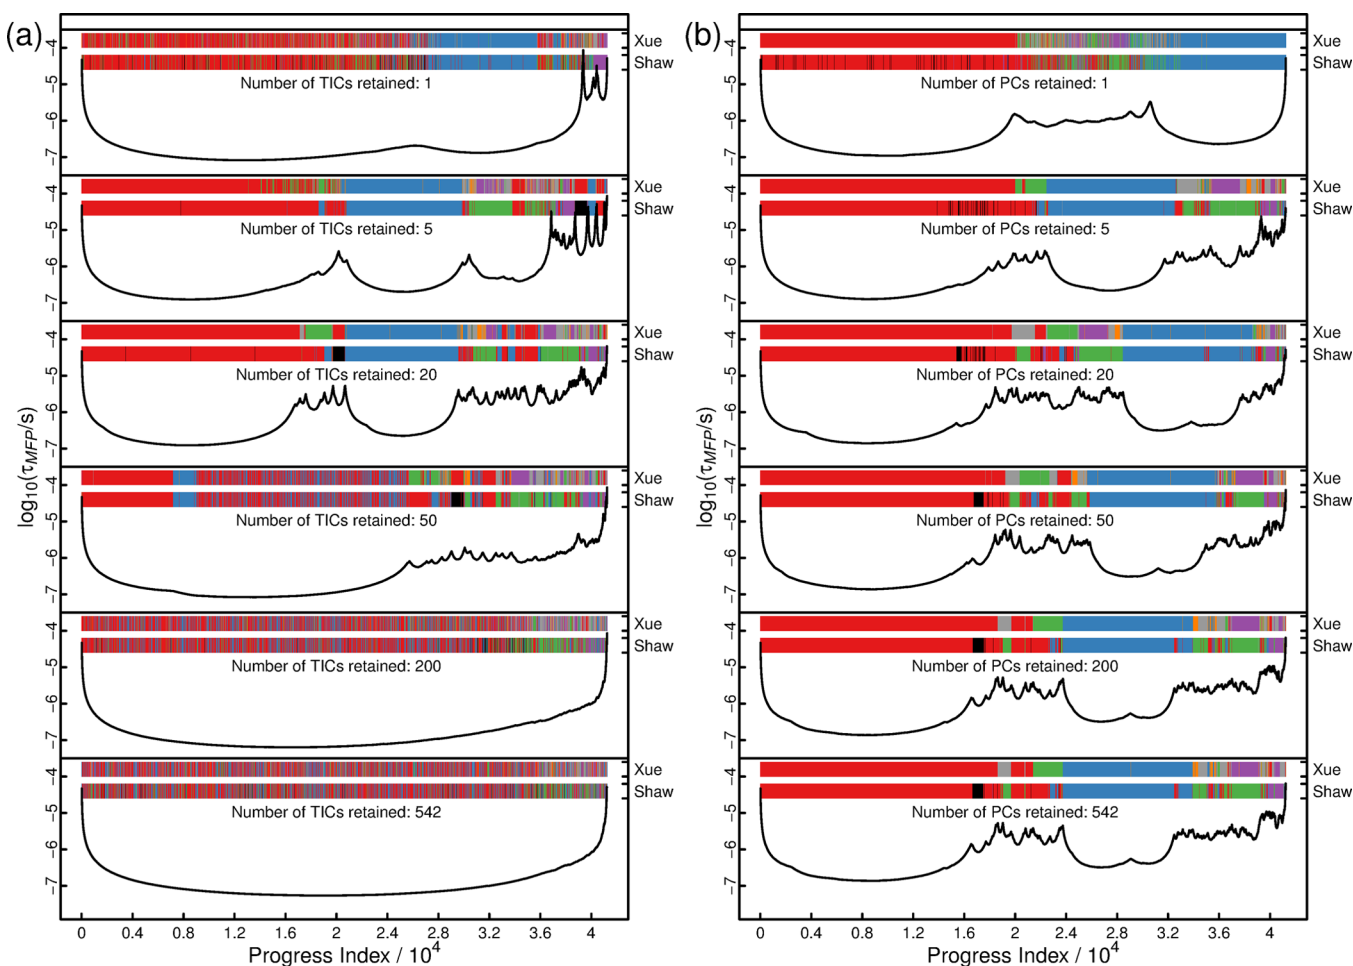 (a)
−4
Xue
Shaw
Number of TICs retained: 1
−5
−6
−7
−4
Xue
Shaw
Number of TICs retained: 5
−5
−6
−7
−4
Xue
Shaw
Number of TICs retained: 20
−5
−6
−7
−4
Xue
Shaw
Number of TICs retained: 50
−5
−6
−7
−4
Xue
Shaw
Number of TICs retained: 200
−5
−6
−7
−4
Xue
Shaw
Number of TICs retained: 542
−5
−6
−7
log10(τMFP/s)
0 0.4 0.8 1.2 1.6 2 2.4 2.8 3.2 3.6 4
Progress Index / 10^4
(b)
−4
Xue
Shaw
Number of PCs retained: 1
−5
−6
−7
−4
Xue
Shaw
Number of PCs retained: 5
−5
−6
−7
−4
Xue
Shaw
Number of PCs retained: 20
−5
−6
−7
−4
Xue
Shaw
Number of PCs retained: 50
−5
−6
−7
−4
Xue
Shaw
Number of PCs retained: 200
−5
−6
−7
−4
Xue
Shaw
Number of PCs retained: 542
−5
−6
−7
log10(τMFP/s)
0 0.4 0.8 1.2 1.6 2 2.4 2.8 3.2 3.6 4
Progress Index / 10^4